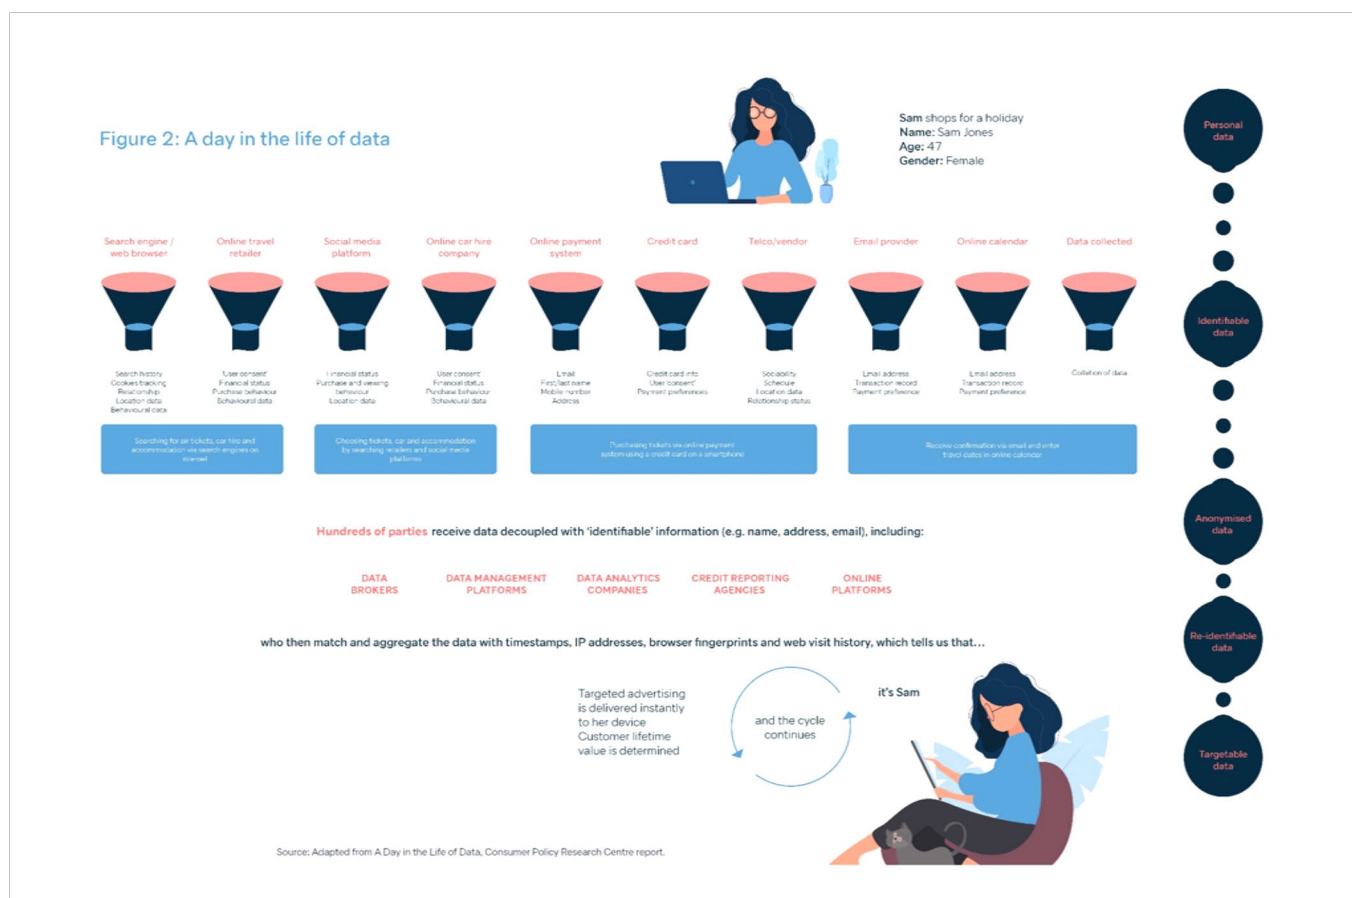 Figure 2: A day in the life of data
Sam shops for a holiday
Name: Sam Jones
Age: 47
Gender: Female
Search engine /
web browser
Online travel
retailer
Social media
platform
Online car hire
company
Online payment
system
Credit card
Telco/vendor
Email provider
Online calendar
Data collected
Search history
Cookies tracking
Relationship
Location data
Behavioural data
'User consent'
Financial status
Purchase behaviour
Behavioural data
Financial status
Purchase and viewing
behaviour
Location data
'User consent'
Financial status
Purchase Behaviour
Behavioural data
Email
First/last name
Mobile number
Address
Credit card info
User 'consent'
Payment preferences
Sociability
Schedule
Location data
Relationship status
Email address
Transaction record
Payment preference
Email address
Transaction record
Payment preference
Collation of data
Searching for air tickets, car hire and
accommodation via search engines on
internet
Choosing tickets, car and accommodation
by searching retailers and social media
platforms
Purchasing tickets via online payment
system using a credit card on a smartphone
Receive confirmation via email and enter
travel dates in online calendar
Hundreds of parties receive data decoupled with 'identifiable' information (e.g. name, address, email), including:
DATA
BROKERS
DATA MANAGEMENT
PLATFORMS
DATA ANALYTICS
COMPANIES
CREDIT REPORTING
AGENCIES
ONLINE
PLATFORMS
who then match and aggregate the data with timestamps, IP addresses, browser fingerprints and web visit history, which tells us that...
it's Sam
Targeted advertising
is delivered instantly
to her device
Customer lifetime
value is determined
and the cycle
continues
Source: Adapted from A Day in the Life of Data, Consumer Policy Research Centre report.
Personal
data
Identifiable
data
Anonymised
data
Re-identifiable
data
Targetable
data